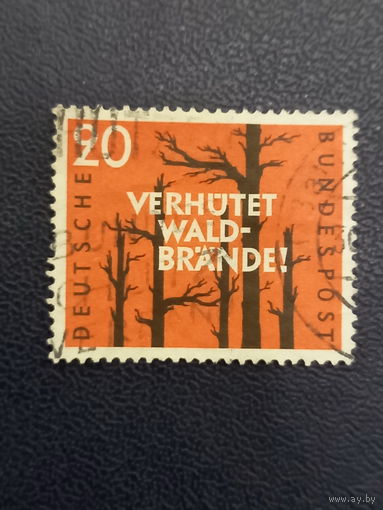 20
DEUTSCHE
VERHÜTET
WALD-
BRÄNDE!
BUNDESPOST
www.ay.by